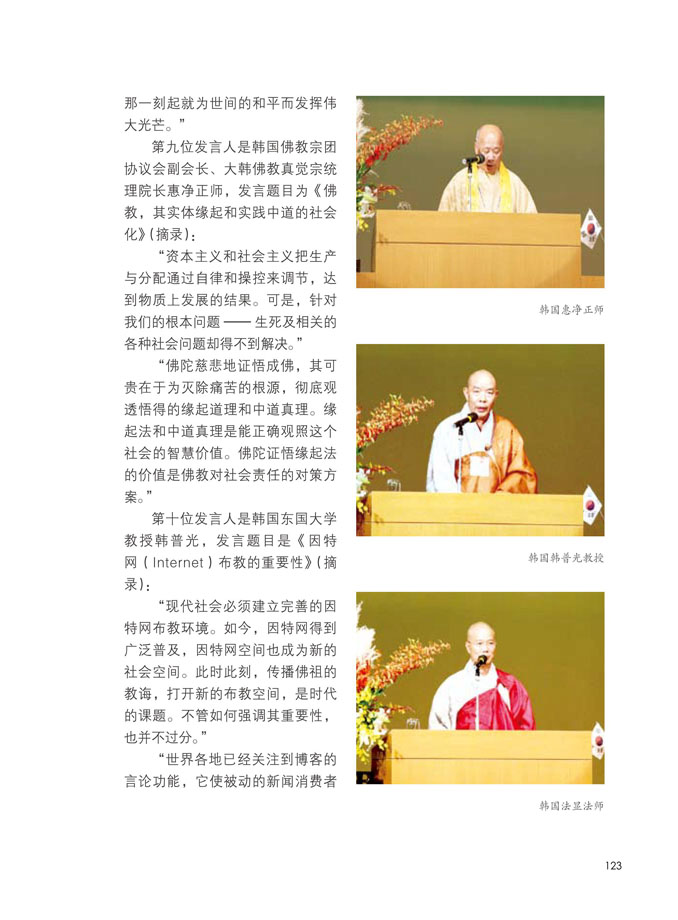 那一刻起就为世间的和平而发挥伟
大光芒。”
第九位发言人是韩国佛教宗团
协议会副会长、大韩佛教真觉宗统
理院长惠净正师，发言题目为《佛
教，其实体缘起和实践中道的社会
化》（摘录）：
“资本主义和社会主义把生产
与分配通过自律和操控来调节，达
到物质上发展的结果。可是，针对
我们的根本问题 —— 生死及相关的
各种社会问题却得不到解决。”
“佛陀慈悲地证悟成佛，其可
贵在于为灭除痛苦的根源，彻底观
透悟得的缘起道理和中道真理。缘
起法和中道真理是能正确观照这个
社会的智慧价值。佛陀证悟缘起法
的价值是佛教对社会责任的对策方
案。”
第十位发言人是韩国东国大学
教授韩普光，发言题目是《因特
网（Internet）布教的重要性》（摘
录）：
“现代社会必须建立完善的因
特网布教环境。如今，因特网得到
广泛普及，因特网空间也成为新的
社会空间。此时此刻，传播佛祖的
教诲，打开新的布教空间，是时代
的课题。不管如何强调其重要性，
也并不过分。”
“世界各地已经关注到博客的
言论功能，它使被动的新闻消费者
韩国惠净正师
韩国韩普光教授
韩国法显法师
123